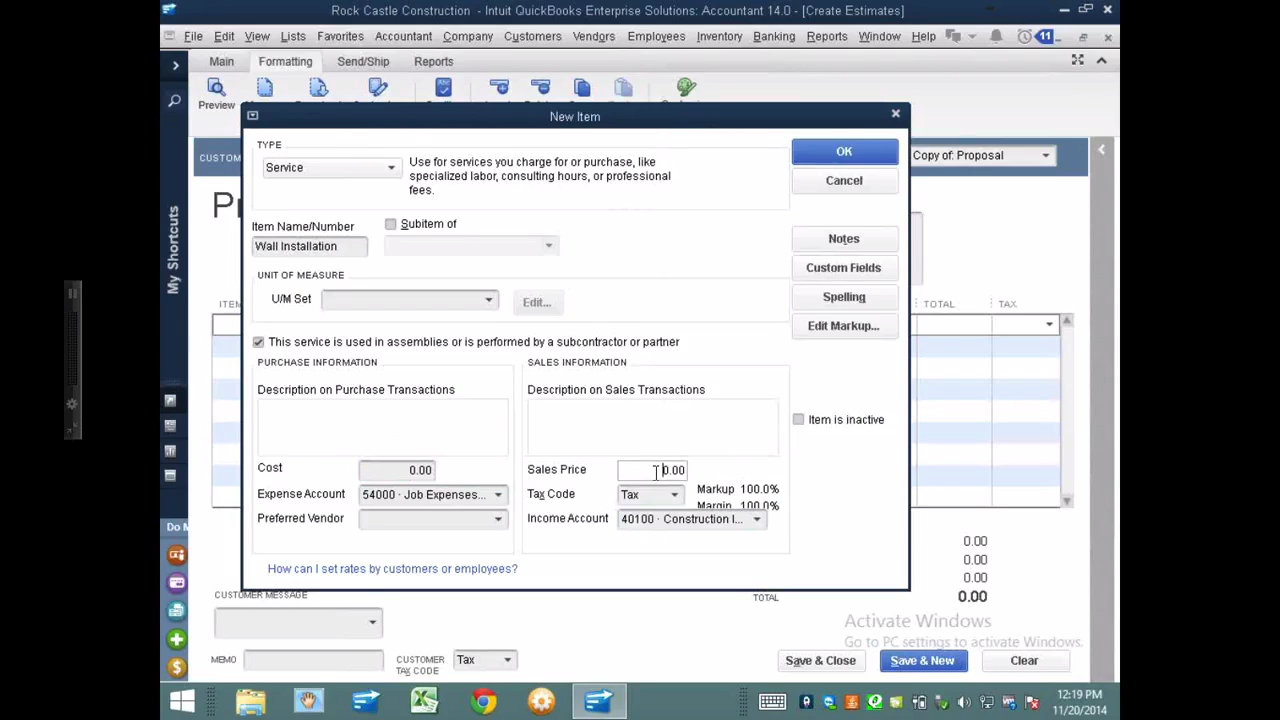 Rock Castle Construction - Intuit QuickBooks Enterprise Solutions: Accountant 14.0 - [Create Estimates]
File Edit View Lists Favorites Accountant Company Customers Vendors Employees Inventory Banking Reports Window Help 11
Main Formatting Send/Ship Reports
Preview
New Item
CUSTOM
Copy of: Proposal
TYPE
Service
Use for services you charge for or purchase, like
specialized labor, consulting hours, or professional
fees.
OK
Cancel
Item Name/Number
Subitem of
Wall Installation
Notes
Custom Fields
Spelling
Edit Markup...
UNIT OF MEASURE
U/M Set
Edit...
My Shortcuts
ITEM
TOTAL
TAX
This service is used in assemblies or is performed by a subcontractor or partner
PURCHASE INFORMATION
SALES INFORMATION
Description on Purchase Transactions
Description on Sales Transactions
Item is inactive
Cost 0.00
Sales Price 0.00
Expense Account 54000 · Job Expenses...
Tax Code Tax
Markup 100.0%
Margin 100.0%
Preferred Vendor
Income Account 40100 · Construction I...
Do M
How can I set rates by customers or employees?
0.00
0.00
0.00
TOTAL 0.00
CUSTOMER MESSAGE
Activate Windows
Go to PC settings to activate Windows.
MEMO
CUSTOMER
TAX CODE
Tax
Save & Close
Save & New
Clear
12:19 PM
11/20/2014